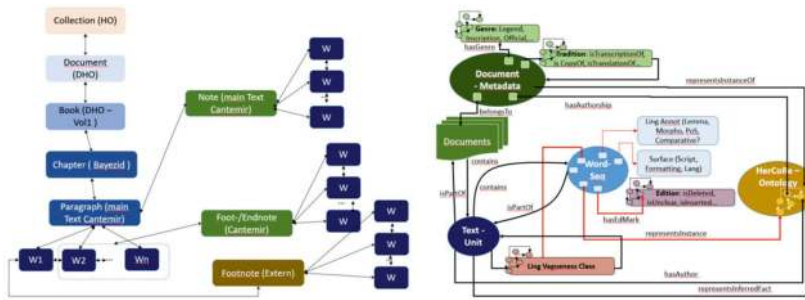 Collection (HO)
Document
(DHO)
Book (DHO –
Vol1 )
Chapter ( Bayezid )
Paragraph (main
Text Cantemir)
W1
W2
Wn
Note (main Text
Cantemir)
W
W
W
Foot-/Endnote
(Cantemir)
W
W
W
Footnote (Extern)
W
W
W
Genre: Legend,
Inscription, Official,...
hasGenre
Tradition: isTranscriptionOf,
is CopyOf, isTranslationOf...
Document
- Metadata
representsInstanceOf
hasAuthorship
belongsTo
Documents
Ling Annot (Lemma,
Morpho, PoS,
Comparative?
contains
Word-
Seq
Surface (Script,
Formatting, Lang)
HerCoRe –
Ontology
isPartOf
contains
isPartOf
Edition: isDeleted,
isUnclear, isInserted...
hasEdMark
Text -
Unit
representsInstance
Ling Vagueness Class
hasAuthor
representsInferredFact